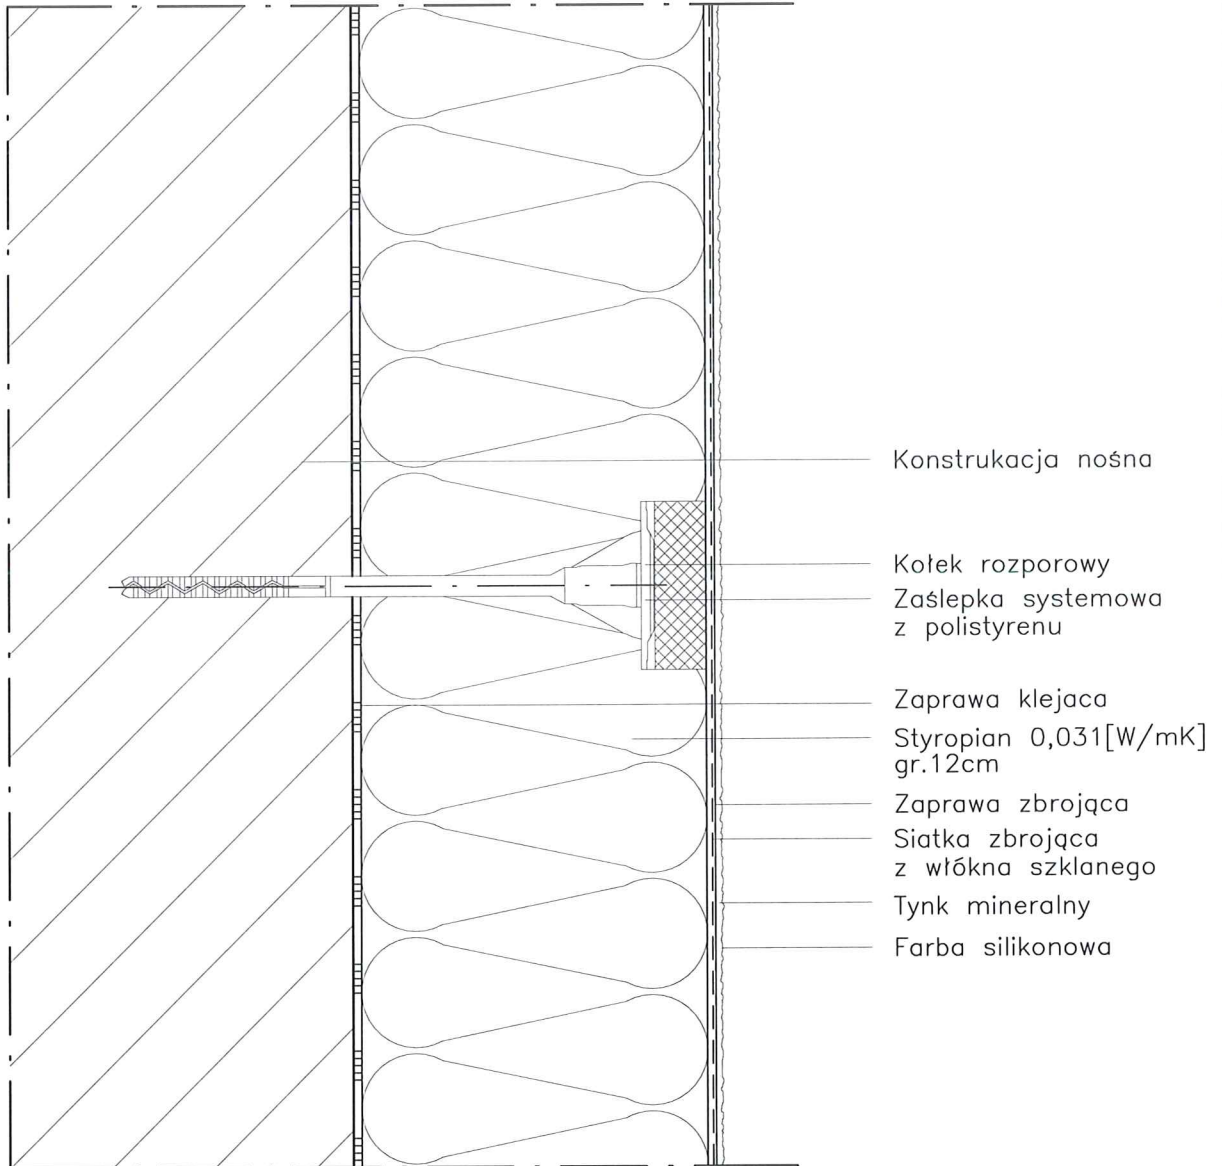 Konstrukacja nośna
Kołek rozporowy
Zaślepka systemowa
z polistyrenu
Zaprawa klejaca
Styropian 0,031[W/mK]
gr.12cm
Zaprawa zbrojąca
Siatka zbrojąca
z włókna szklanego
Tynk mineralny
Farba silikonowa